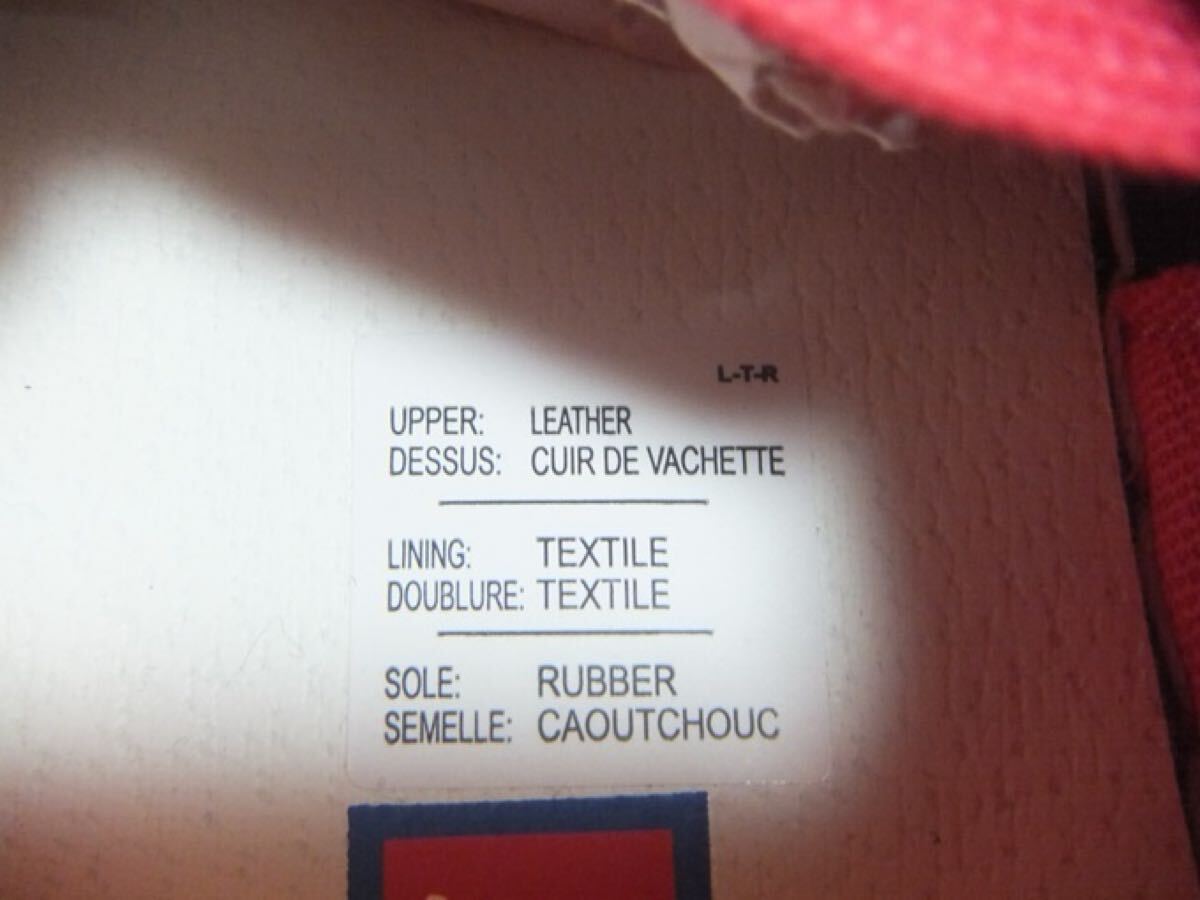 L-T-R
UPPER: LEATHER
DESSUS: CUIR DE VACHETTE
LINING: TEXTILE
DOUBLURE: TEXTILE
SOLE: RUBBER
SEMELLE: CAOUTCHOUC